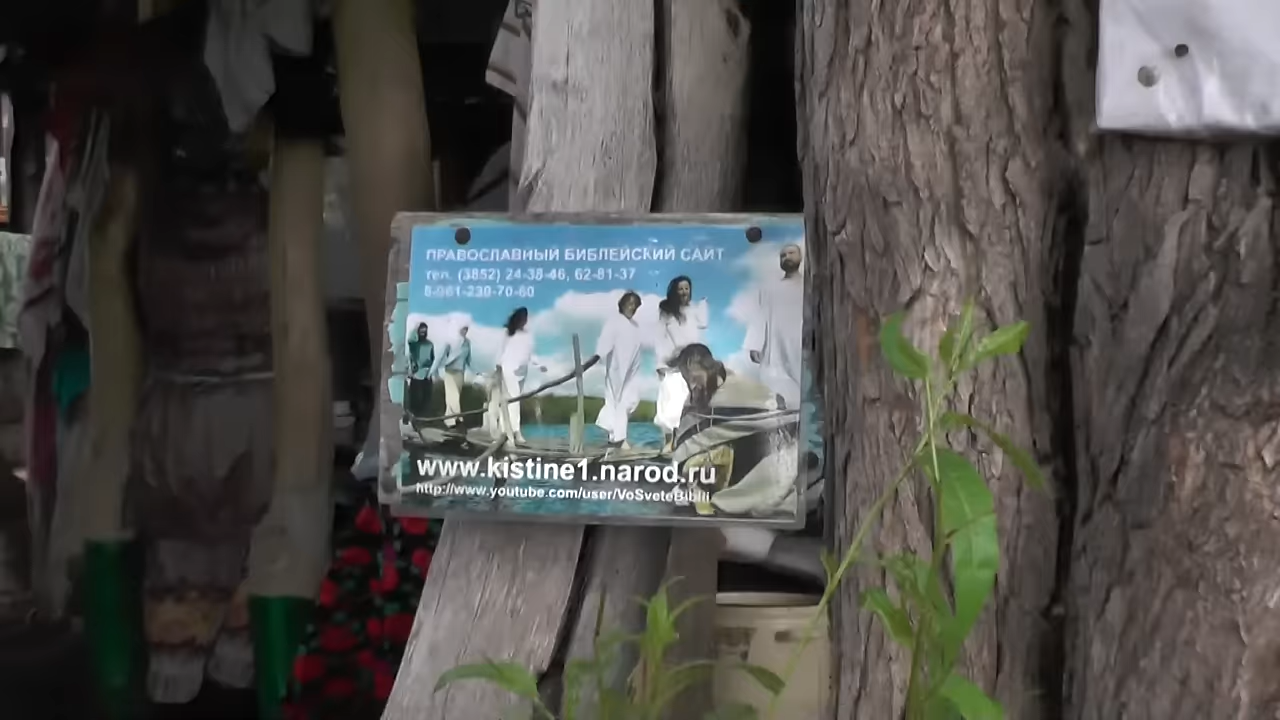 ПРАВОСЛАВНЫЙ БИБЛЕЙСКИЙ САЙТ
тел. (3852) 24-38-46, 62-81-37
8-961-239-70-60
www.kistine1.narod.ru
http://www.youtube.com/user/VoSveteBiblii